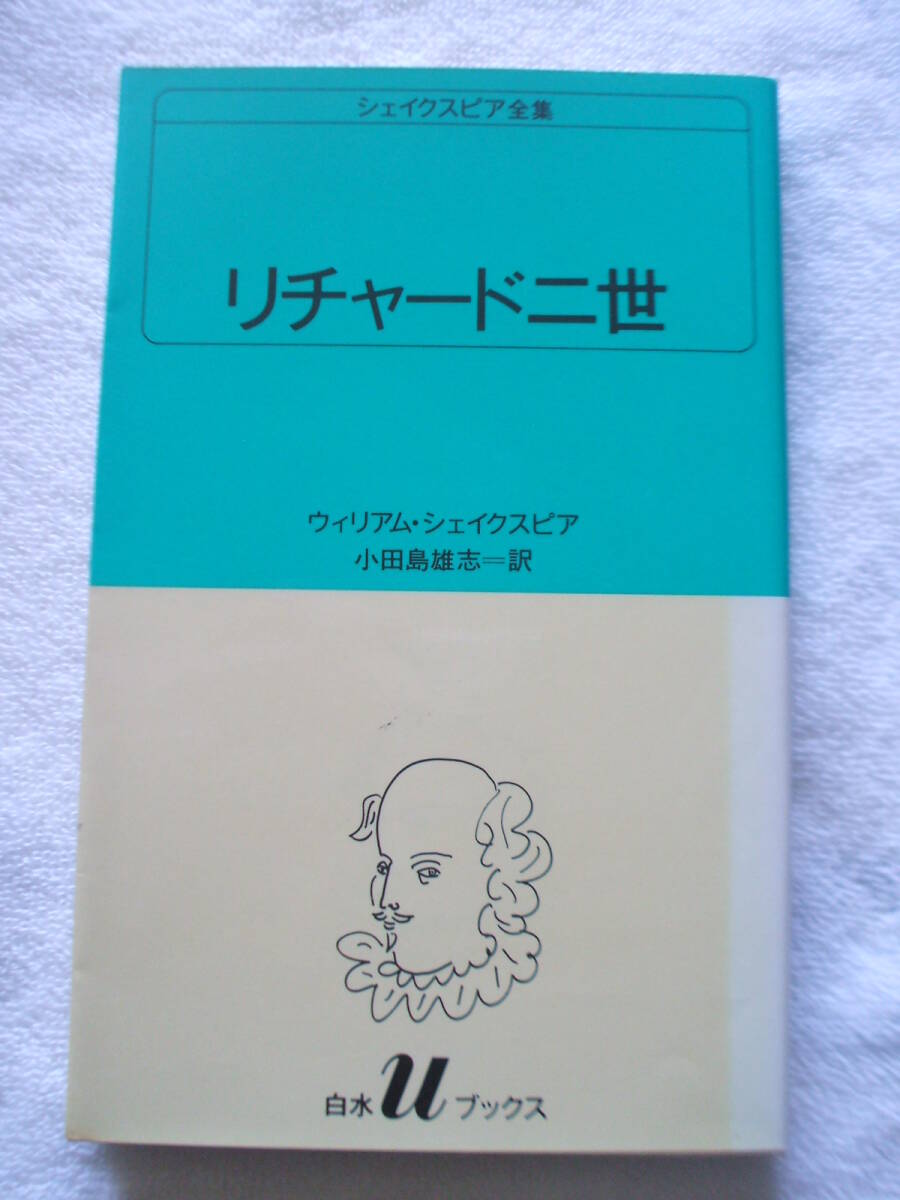 シェイクスピア全集
リチャード二世
ウィリアム・シェイクスピア
小田島雄志=訳
白水 u ブックス